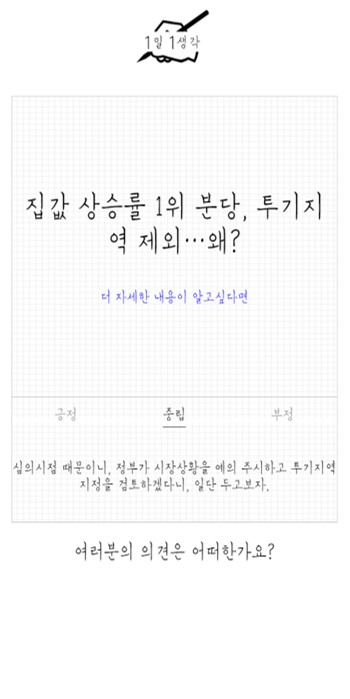 1일 1생각
집값 상승률 1위 분당, 투기지
역 제외…왜?
더 자세한 내용이 알고싶다면
긍정 중립 부정
심의시점 때문이니, 정부가 시장상황을 예의 주시하고 투기지역
지정을 검토하겠다니, 일단 두고보자.
여러분의 의견은 어떠한가요?